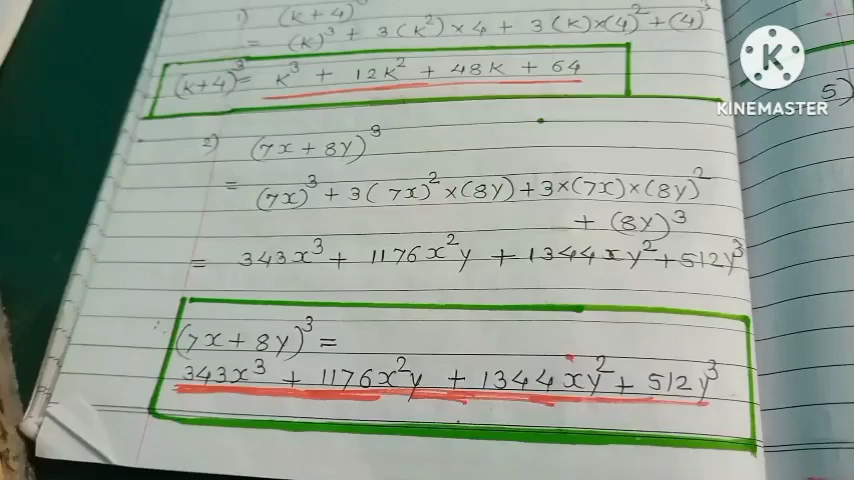 1) (k+4)³
= (k)³ + 3(k²)×4 + 3(k)×(4)² + (4)³
(k+4)³ = k³ + 12k² + 48k + 64
2) (7x + 8y)³
= (7x)³ + 3(7x)²×(8y) + 3×(7x)×(8y)²
+ (8y)³
= 343x³ + 1176x²y + 1344xy² + 512y³
∴ (7x + 8y)³ =
343x³ + 1176x²y + 1344xy² + 512y³
5)
K
KINEMASTER